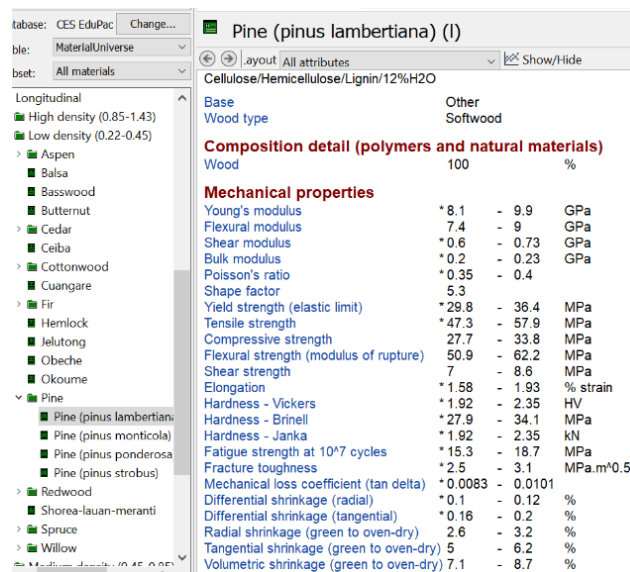 tabase: CES EduPac Change...
ble: MaterialUniverse
bset: All materials
Longitudinal
High density (0.85-1.43)
Low density (0.22-0.45)
Aspen
Balsa
Basswood
Butternut
Cedar
Ceiba
Cottonwood
Cuangare
Fir
Hemlock
Jelutong
Obeche
Okoume
Pine
Pine (pinus lambertiana
Pine (pinus monticola)
Pine (pinus ponderosa
Pine (pinus strobus)
Redwood
Shorea-lauan-meranti
Spruce
Willow
Medium density (0.45-0.85)
Pine (pinus lambertiana) (l)
.ayout All attributes Show/Hide
Cellulose/Hemicellulose/Lignin/12%H2O
Base Other
Wood type Softwood
Composition detail (polymers and natural materials)
Wood 100 %
Mechanical properties
Young's modulus * 8.1 - 9.9 GPa
Flexural modulus 7.4 - 9 GPa
Shear modulus * 0.6 - 0.73 GPa
Bulk modulus * 0.2 - 0.23 GPa
Poisson's ratio * 0.35 - 0.4
Shape factor 5.3
Yield strength (elastic limit) * 29.8 - 36.4 MPa
Tensile strength * 47.3 - 57.9 MPa
Compressive strength 27.7 - 33.8 MPa
Flexural strength (modulus of rupture) 50.9 - 62.2 MPa
Shear strength 7 - 8.6 MPa
Elongation * 1.58 - 1.93 % strain
Hardness - Vickers * 1.92 - 2.35 HV
Hardness - Brinell * 27.9 - 34.1 MPa
Hardness - Janka * 1.92 - 2.35 kN
Fatigue strength at 10^7 cycles * 15.3 - 18.7 MPa
Fracture toughness * 2.5 - 3.1 MPa.m^0.5
Mechanical loss coefficient (tan delta) * 0.0083 - 0.0101
Differential shrinkage (radial) * 0.1 - 0.12 %
Differential shrinkage (tangential) * 0.16 - 0.2 %
Radial shrinkage (green to oven-dry) 2.6 - 3.2 %
Tangential shrinkage (green to oven-dry) 5 - 6.2 %
Volumetric shrinkage (green to oven-dry) 7.1 - 8.7 %